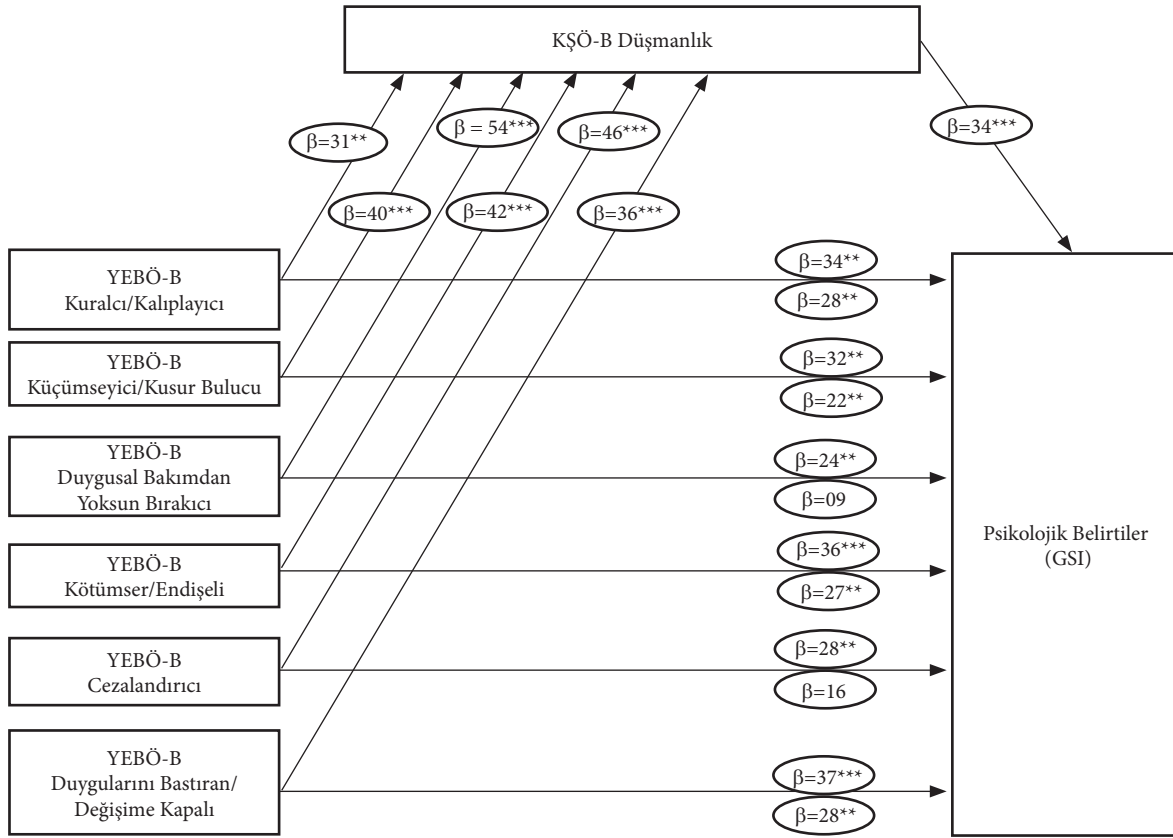 KŞÖ-B Düşmanlık
β=31**
β = 54***
β=46***
β=34***
β=40***
β=42***
β=36***
YEBÖ-B
Kuralcı/Kalıplayıcı
β=34**
β=28**
YEBÖ-B
Küçümseyici/Kusur Bulucu
β=32**
β=22**
YEBÖ-B
Duygusal Bakımdan
Yoksun Bırakıcı
β=24**
β=09
YEBÖ-B
Kötümser/Endişeli
β=36***
β=27**
YEBÖ-B
Cezalandırıcı
β=28**
β=16
YEBÖ-B
Duygularını Bastıran/
Değişime Kapalı
β=37***
β=28**
Psikolojik Belirtiler
(GSI)